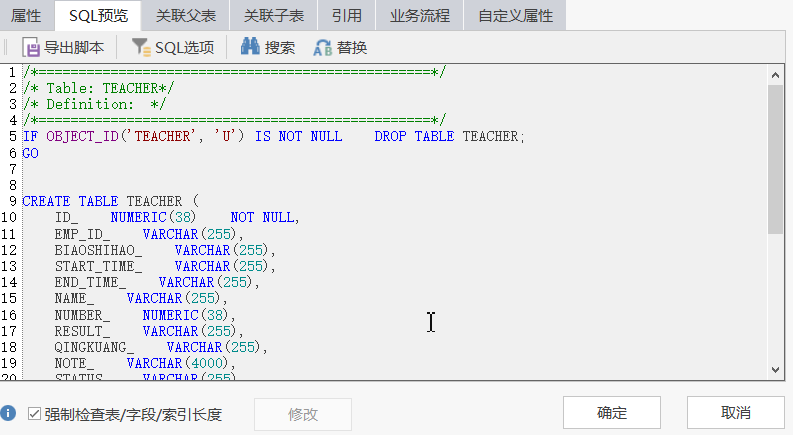 属性 SQL预览 关联父表 关联子表 引用 业务流程 自定义属性
导出脚本 SQL选项 搜索 替换
1 /*================================================*/
2 /* Table: TEACHER*/
3 /* Definition:  */
4 /*================================================*/
5 IF OBJECT_ID('TEACHER', 'U') IS NOT NULL    DROP TABLE TEACHER;
6 GO
7
8
9 CREATE TABLE TEACHER (
10     ID_    NUMERIC(38)    NOT NULL,
11     EMP_ID_    VARCHAR(255),
12     BIAOSHIHAO_    VARCHAR(255),
13     START_TIME_    VARCHAR(255),
14     END_TIME_    VARCHAR(255),
15     NAME_    VARCHAR(255),
16     NUMBER_    NUMERIC(38),
17     RESULT_    VARCHAR(255),
18     QINGKUANG_    VARCHAR(255),
19     NOTE_    VARCHAR(4000),
20     STATUS_    VARCHAR(255)
强制检查表/字段/索引长度 修改 确定 取消